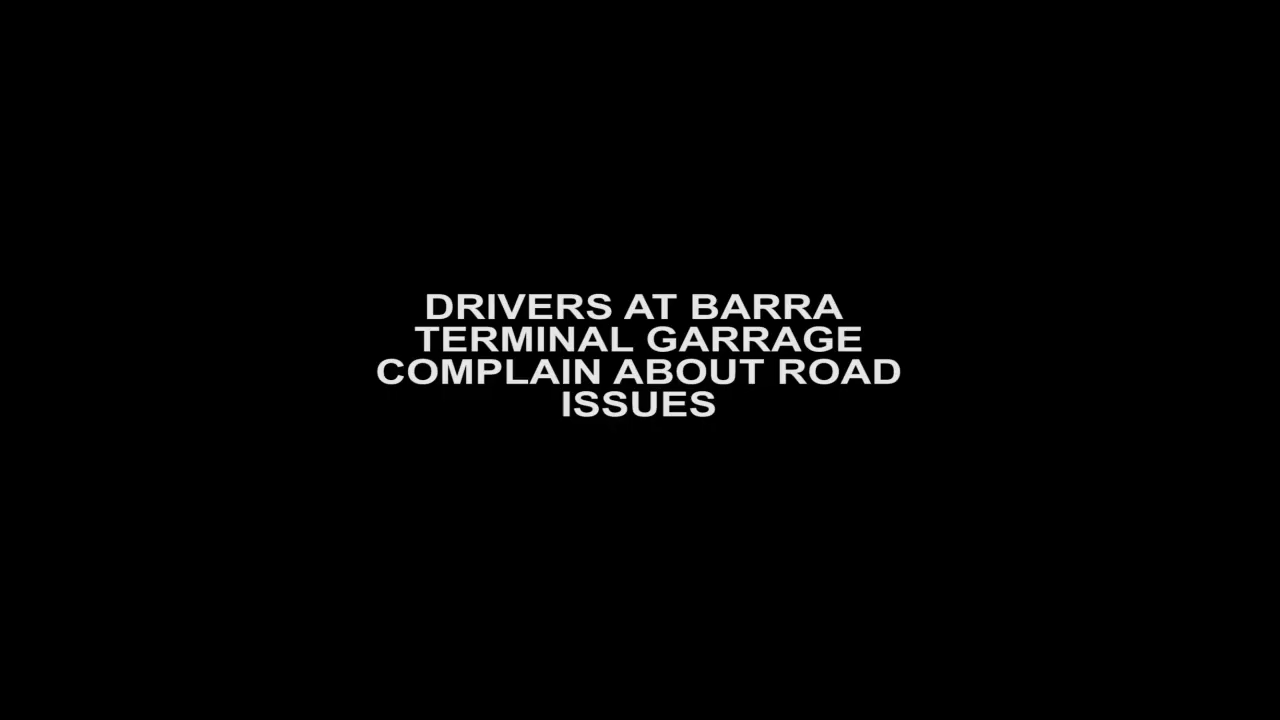 DRIVERS AT BARRA
TERMINAL GARRAGE
COMPLAIN ABOUT ROAD
ISSUES